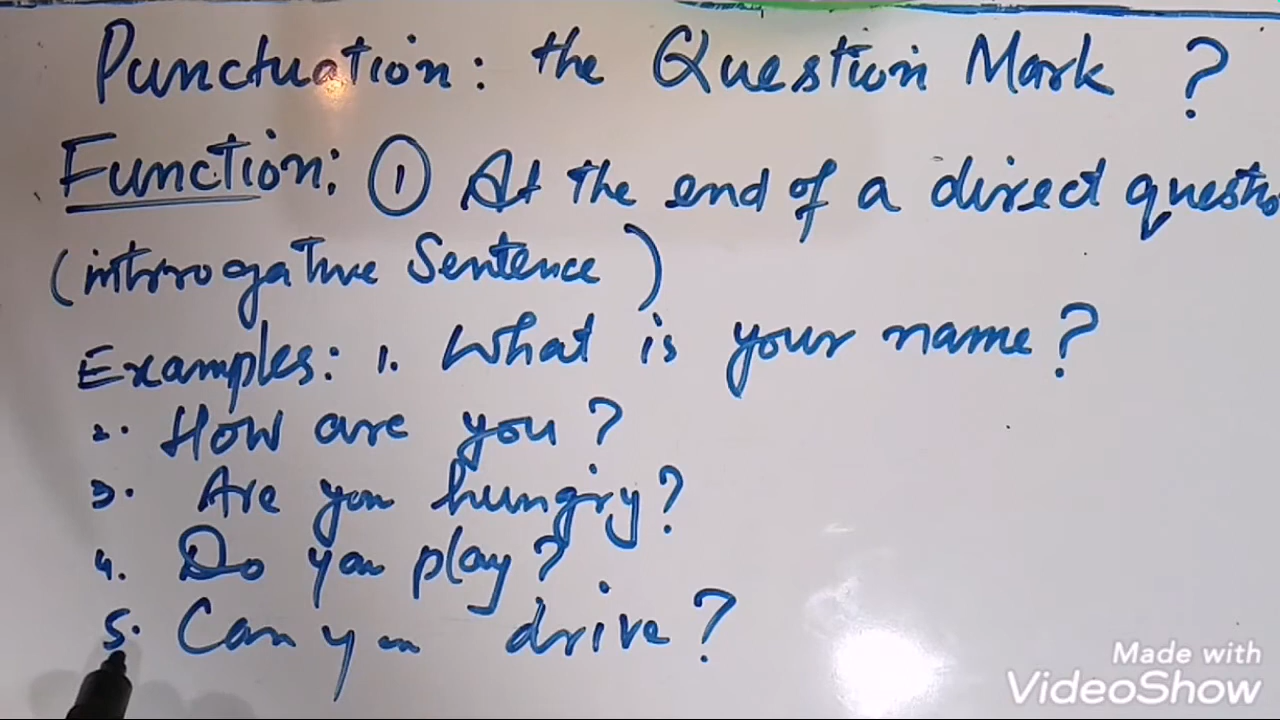 Punctuation: the Question Mark ?
Function: ① At the end of a direct questio
(introgative Sentence)
Examples: 1. What is your name?
2. How are you?
3. Are you hungry?
4. Do you play?
5. Can you drive?
Made with
VideoShow